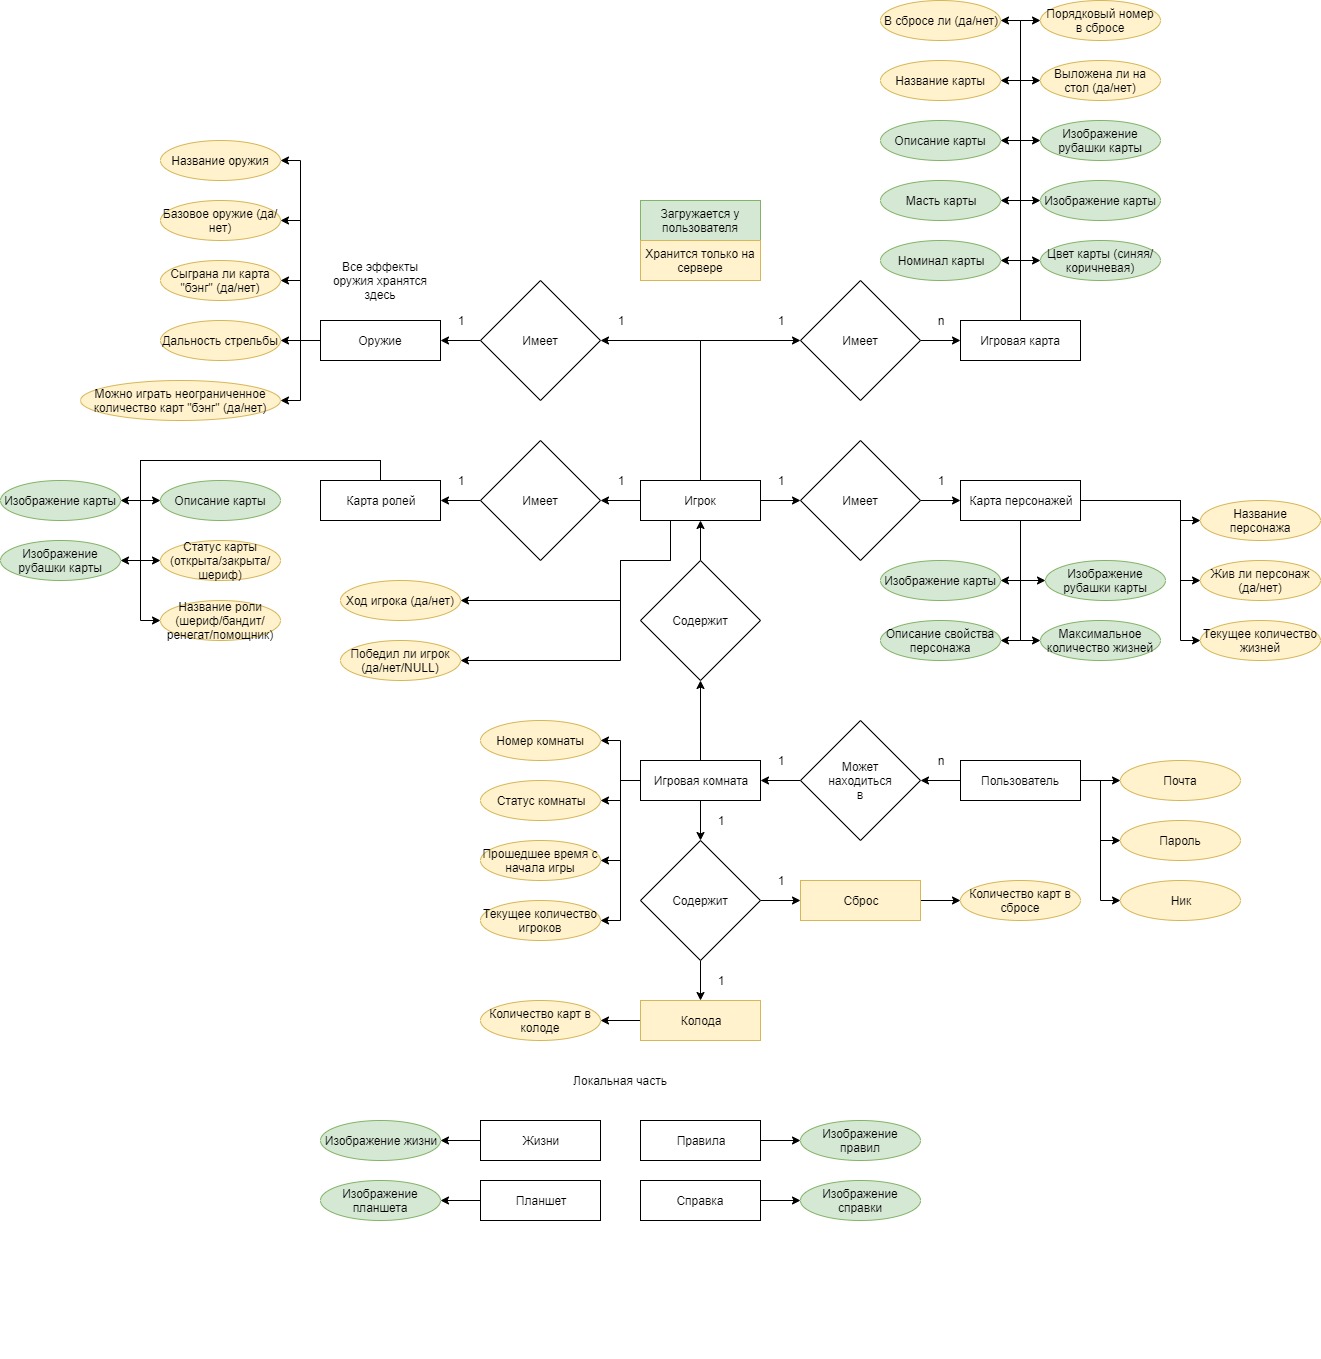 В сбросе ли (да/нет)
Порядковый номер
в сбросе
Название карты
Выложена ли на
стол (да/нет)
Описание карты
Изображение
рубашки карты
Масть карты
Изображение карты
Номинал карты
Цвет карты (синяя/
коричневая)
Название оружия
Базовое оружие (да/
нет)
Сыграна ли карта
"бэнг" (да/нет)
Дальность стрельбы
Можно играть неограниченное
количество карт "бэнг" (да/нет)
Загружается у
пользователя
Хранится только на
сервере
Все эффекты
оружия хранятся
здесь
Оружие
1
Имеет
1
1
Имеет
n
Игровая карта
Карта ролей
1
Имеет
1
Игрок
1
Имеет
1
Карта персонажей
Изображение карты
Описание карты
Изображение
рубашки карты
Статус карты
(открыта/закрыта/
шериф)
Название роли
(шериф/бандит/
ренегат/помощник)
Название
персонажа
Изображение карты
Изображение
рубашки карты
Жив ли персонаж
(да/нет)
Описание свойства
персонажа
Максимальное
количество жизней
Текущее количество
жизней
Ход игрока (да/нет)
Победил ли игрок
(да/нет/NULL)
Содержит
Номер комнаты
Статус комнаты
Прошедшее время с
начала игры
Текущее количество
игроков
Игровая комната
1
Может
находиться
в
n
Пользователь
Почта
Пароль
Ник
1
Содержит
1
Сброс
Количество карт в
сбросе
1
Количество карт в
колоде
Колода
Локальная часть
Изображение жизни
Жизни
Правила
Изображение
правил
Изображение
планшета
Планшет
Справка
Изображение
справки